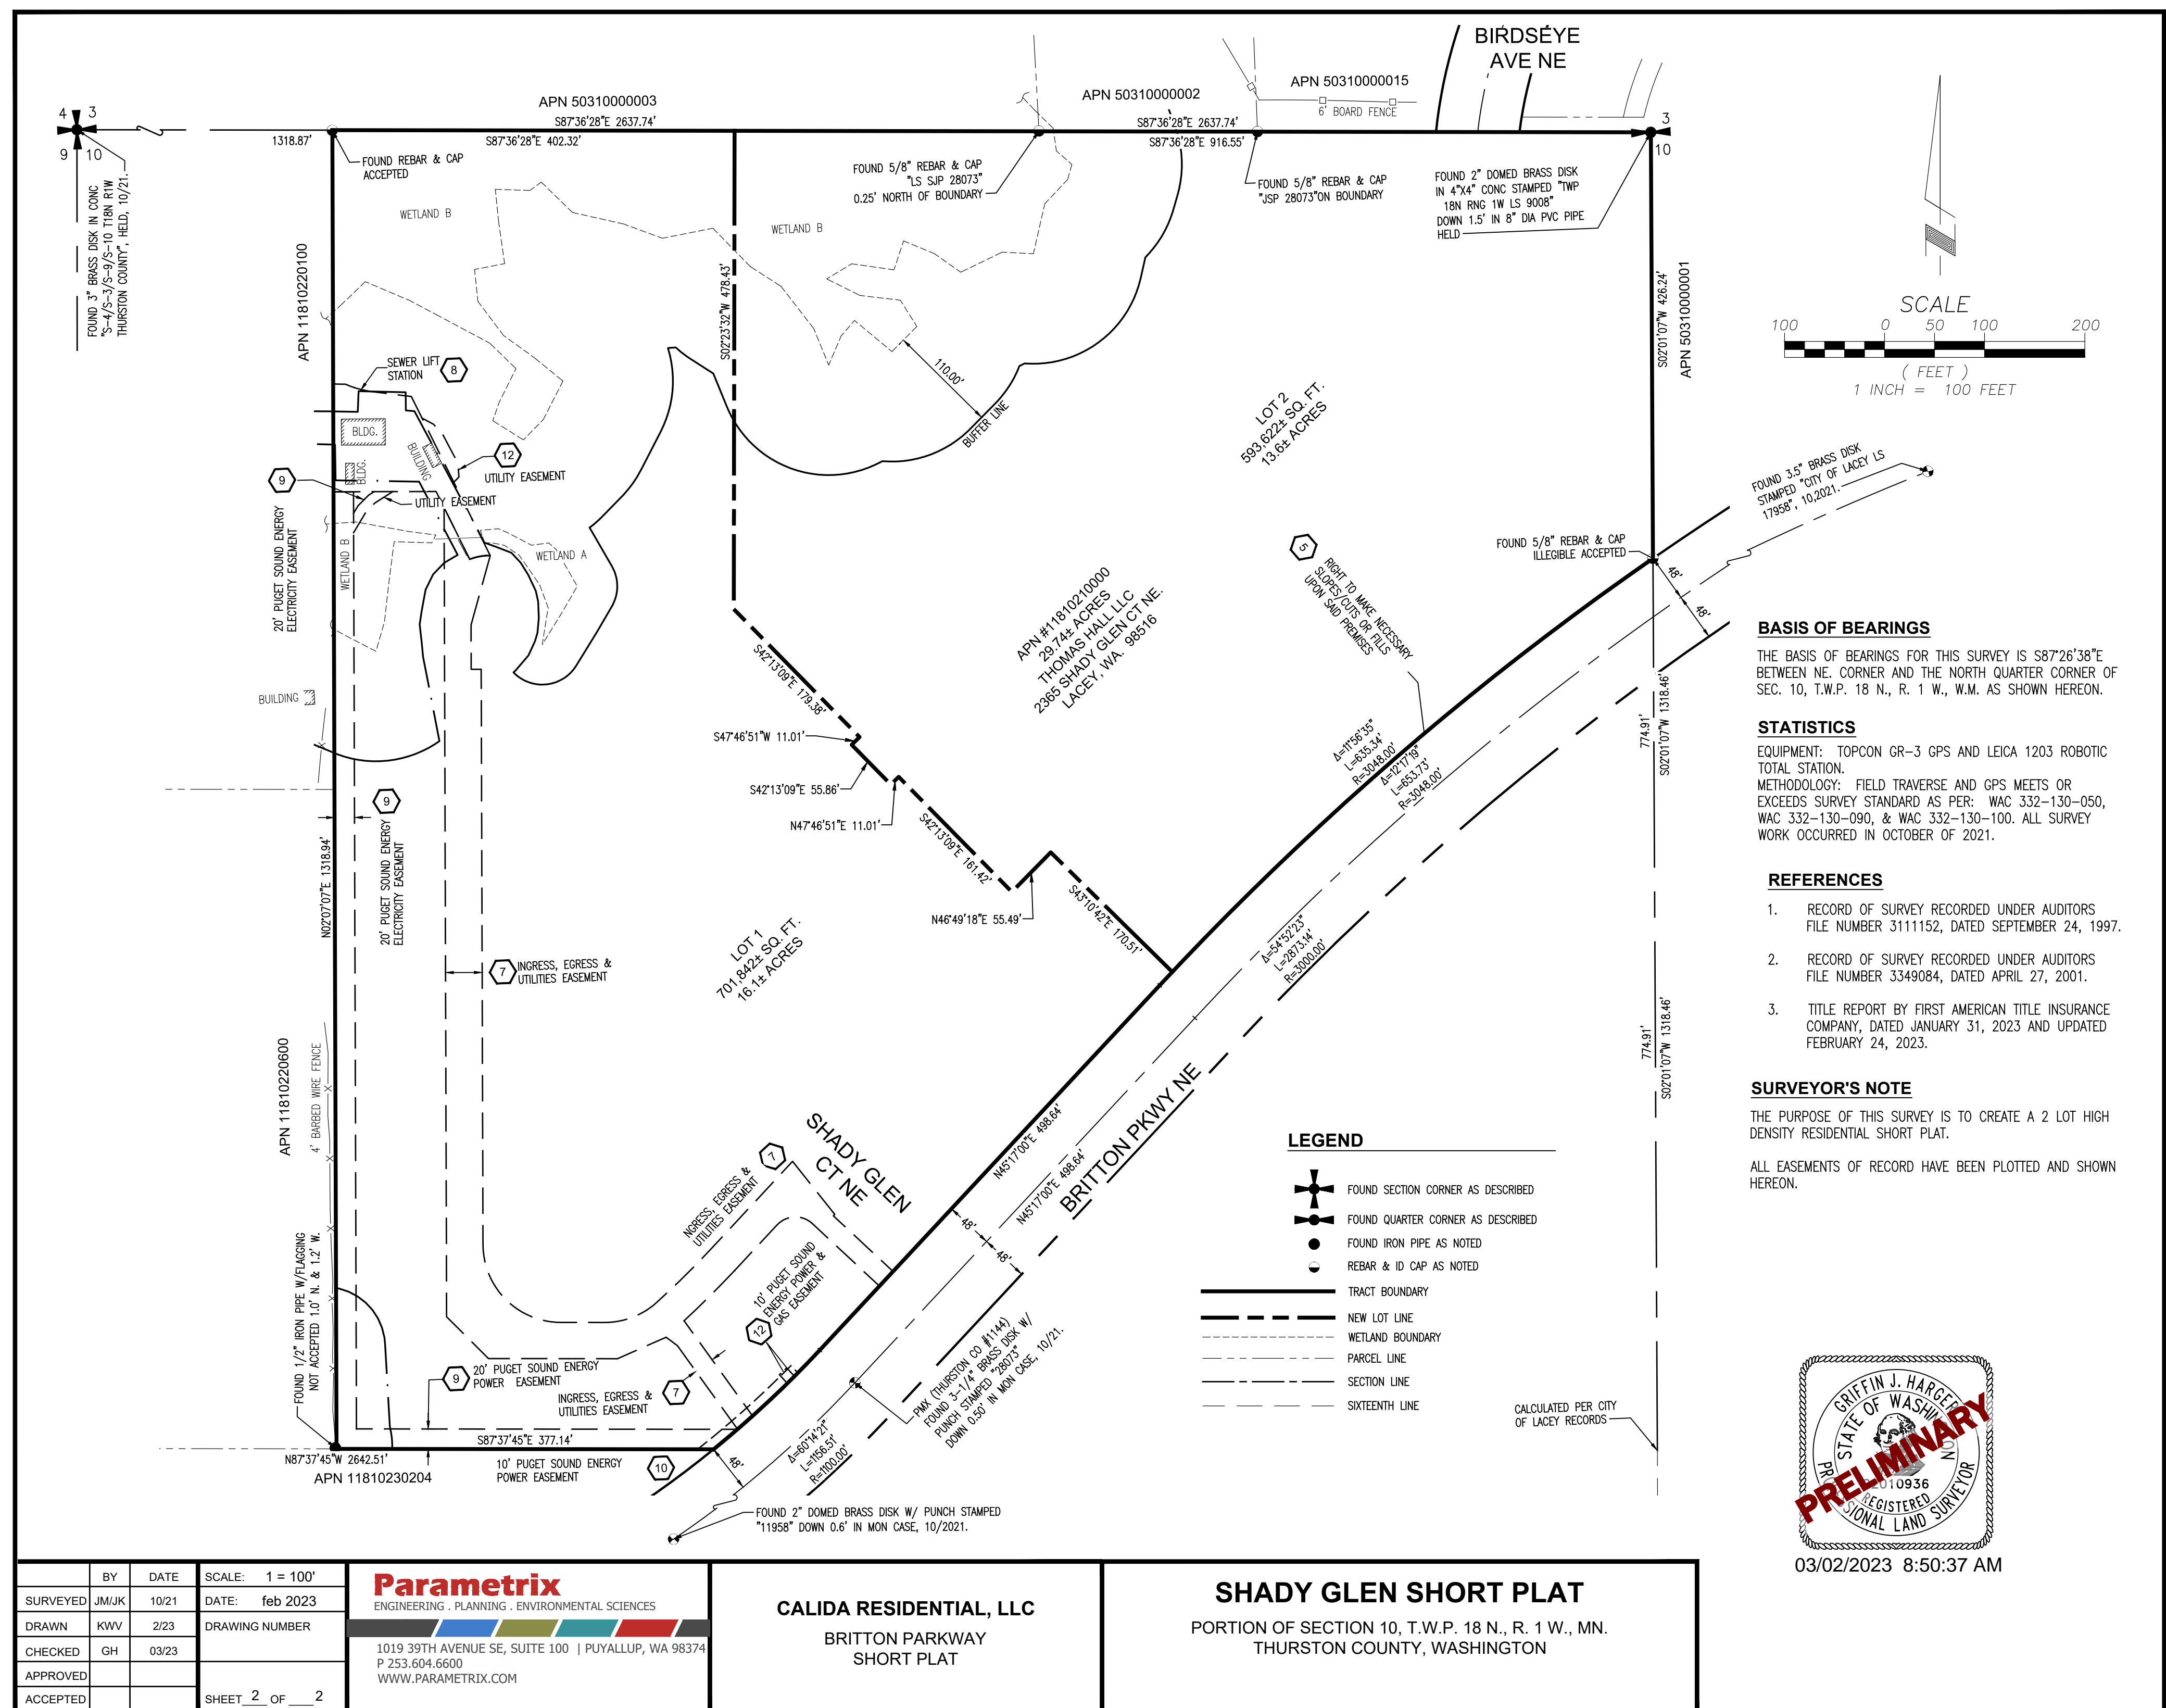 BIRDSEYE
AVE NE
APN 50310000003
APN 50310000002
APN 50310000015
6' BOARD FENCE
4
3
9
10
S87°36'28"E 2637.74'
S87°36'28"E 2637.74'
1318.87'
S87°36'28"E 402.32'
S87°36'28"E 916.55'
3
10
FOUND 3" BRASS DISK IN CONC
"S-4/S-3/S-9/S-10 T18N R1W
THURSTON COUNTY", HELD, 10/21.
FOUND REBAR & CAP
ACCEPTED
FOUND 5/8" REBAR & CAP
"LS SJP 28073"
0.25' NORTH OF BOUNDARY
FOUND 5/8" REBAR & CAP
"JSP 28073"ON BOUNDARY
FOUND 2" DOMED BRASS DISK
IN 4"X4" CONC STAMPED "TWP
18N RNG 1W LS 9008"
DOWN 1.5' IN 8" DIA PVC PIPE
HELD
WETLAND B
WETLAND B
APN 11810220100
S02°23'32"W 478.43'
S02°01'07"W 426.24'
APN 50310000001
SCALE
100
0
50
100
200
( FEET )
1 INCH = 100 FEET
SEWER LIFT
STATION
8
BLDG.
BLDG.
BUILDING
12
UTILITY EASEMENT
9
UTILITY EASEMENT
110.00'
BUFFER LINE
LOT 2
593,622± SQ. FT.
13.6± ACRES
20' PUGET SOUND ENERGY
ELECTRICITY EASEMENT
WETLAND B
WETLAND A
FOUND 3.5" BRASS DISK
STAMPED "CITY OF LACEY LS
17958", 10,2021.
FOUND 5/8" REBAR & CAP
ILLEGIBLE ACCEPTED
48'
48'
5
RIGHT TO MAKE NECESSARY
SLOPES/CUTS OR FILLS
UPON SAID PREMISES
APN #11810210000
29.74± ACRES
THOMAS HALL LLC
2365 SHADY GLEN CT NE.
LACEY, WA. 98516
BUILDING
S42°13'09"E 179.38'
S47°46'51"W 11.01'
S42°13'09"E 55.86'
N47°46'51"E 11.01'
S42°13'09"E 161.42'
N46°49'18"E 55.49'
S43°10'42"E 170.51'
Δ=11°56'35"
L=635.34'
R=3048.00'
Δ=12°17'19"
L=653.73'
R=3048.00'
774.91'
S02°01'07"W 1318.46'
BASIS OF BEARINGS
THE BASIS OF BEARINGS FOR THIS SURVEY IS S87°26'38"E
BETWEEN NE. CORNER AND THE NORTH QUARTER CORNER OF
SEC. 10, T.W.P. 18 N., R. 1 W., W.M. AS SHOWN HEREON.
STATISTICS
EQUIPMENT: TOPCON GR-3 GPS AND LEICA 1203 ROBOTIC
TOTAL STATION.
METHODOLOGY: FIELD TRAVERSE AND GPS MEETS OR
EXCEEDS SURVEY STANDARD AS PER: WAC 332-130-050,
WAC 332-130-090, & WAC 332-130-100. ALL SURVEY
WORK OCCURRED IN OCTOBER OF 2021.
REFERENCES
1. RECORD OF SURVEY RECORDED UNDER AUDITORS
FILE NUMBER 3111152, DATED SEPTEMBER 24, 1997.
2. RECORD OF SURVEY RECORDED UNDER AUDITORS
FILE NUMBER 3349084, DATED APRIL 27, 2001.
3. TITLE REPORT BY FIRST AMERICAN TITLE INSURANCE
COMPANY, DATED JANUARY 31, 2023 AND UPDATED
FEBRUARY 24, 2023.
SURVEYOR'S NOTE
THE PURPOSE OF THIS SURVEY IS TO CREATE A 2 LOT HIGH
DENSITY RESIDENTIAL SHORT PLAT.
ALL EASEMENTS OF RECORD HAVE BEEN PLOTTED AND SHOWN
HEREON.
N02°07'07"E 1318.94'
9
20' PUGET SOUND ENERGY
ELECTRICITY EASEMENT
LOT 1
701,842± SQ. FT.
16.1± ACRES
7
INGRESS, EGRESS &
UTILITIES EASEMENT
Δ=54°52'23"
L=2873.14'
R=3000.00'
774.91'
S02°01'07"W 1318.46'
APN 11810220600
4' BARBED WIRE FENCE
SHADY GLEN
CT NE
N45°17'00"E 498.64'
N45°17'00"E 498.64'
BRITTON PKWY NE
48'
48'
NGRESS, EGRESS &
UTILITIES EASEMENT
7
10' PUGET SOUND
ENERGY POWER &
GAS EASEMENT
12
LEGEND
FOUND SECTION CORNER AS DESCRIBED
FOUND QUARTER CORNER AS DESCRIBED
FOUND IRON PIPE AS NOTED
REBAR & ID CAP AS NOTED
TRACT BOUNDARY
NEW LOT LINE
WETLAND BOUNDARY
PARCEL LINE
SECTION LINE
SIXTEENTH LINE
FOUND 1/2" IRON PIPE W/FLAGGING
NOT ACCEPTED 1.0' N. & 1.2' W.
9
20' PUGET SOUND ENERGY
POWER EASEMENT
INGRESS, EGRESS &
UTILITIES EASEMENT
7
PMX (THURSTON CO #1144)
FOUND 3-1/4" BRASS DISK W/
PUNCH STAMPED "28073"
DOWN 0.50' IN MON CASE, 10/21.
CALCULATED PER CITY
OF LACEY RECORDS
S87°37'45"E 377.14'
N87°37'45"W 2642.51'
APN 11810230204
10' PUGET SOUND ENERGY
POWER EASEMENT
10
48'
Δ=60°14'21"
L=1156.51'
R=1100.00'
FOUND 2" DOMED BRASS DISK W/ PUNCH STAMPED
"11958" DOWN 0.6' IN MON CASE, 10/2021.
GRIFFIN J. HARGER
STATE OF WASHINGTON
REGISTERED
PRELIMINARY
03/02/2023 8:50:37 AM
BY DATE
SURVEYED JM/JK 10/21
DRAWN KWV 2/23
CHECKED GH 03/23
APPROVED
ACCEPTED
SCALE: 1 = 100'
DATE: feb 2023
DRAWING NUMBER
SHEET 2 OF 2
Parametrix
ENGINEERING . PLANNING . ENVIRONMENTAL SCIENCES
1019 39TH AVENUE SE, SUITE 100 | PUYALLUP, WA 98374
P 253.604.6600
WWW.PARAMETRIX.COM
CALIDA RESIDENTIAL, LLC
BRITTON PARKWAY
SHORT PLAT
SHADY GLEN SHORT PLAT
PORTION OF SECTION 10, T.W.P. 18 N., R. 1 W., MN.
THURSTON COUNTY, WASHINGTON